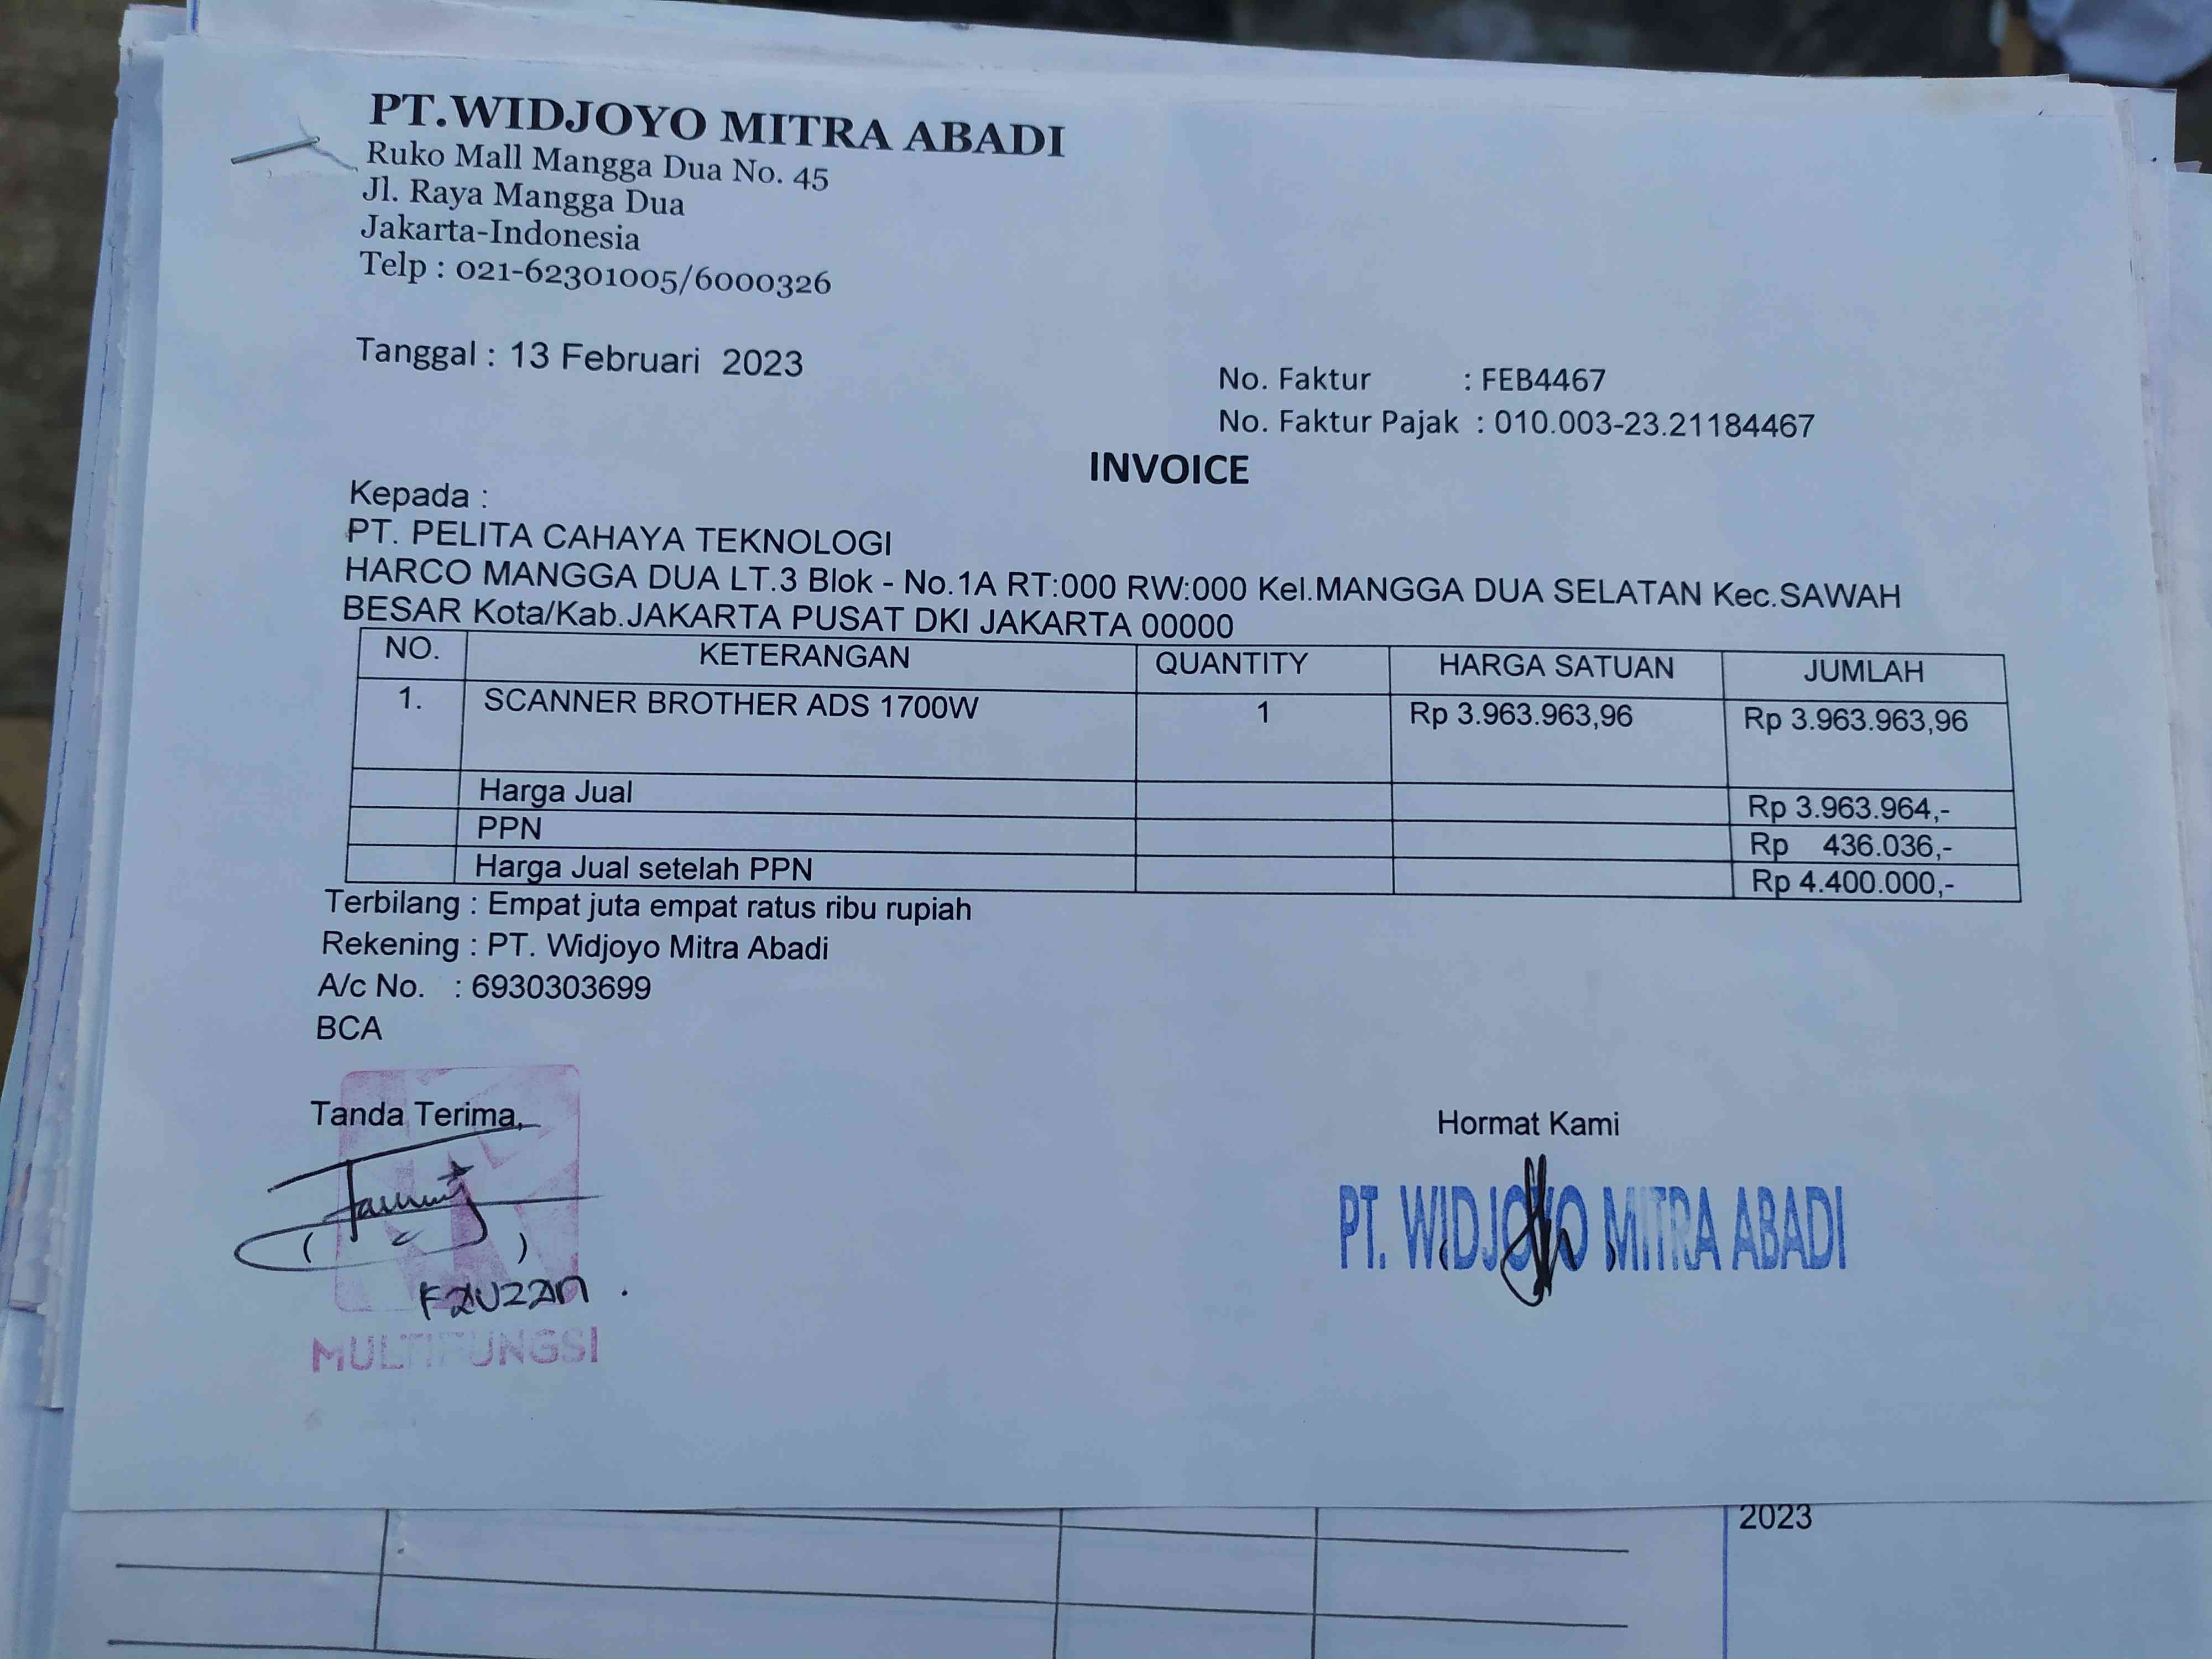 PT.WIDJOYO MITRA ABADI
Ruko Mall Mangga Dua No. 45
Jl. Raya Mangga Dua
Jakarta-Indonesia
Telp : 021-62301005/6000326
Tanggal : 13 Februari 2023
No. Faktur : FEB4467
No. Faktur Pajak : 010.003-23.21184467
INVOICE
Kepada :
PT. PELITA CAHAYA TEKNOLOGI
HARCO MANGGA DUA LT.3 Blok - No.1A RT:000 RW:000 Kel.MANGGA DUA SELATAN Kec.SAWAH
BESAR Kota/Kab.JAKARTA PUSAT DKI JAKARTA 00000
NO. KETERANGAN QUANTITY HARGA SATUAN JUMLAH
1. SCANNER BROTHER ADS 1700W 1 Rp 3.963.963,96 Rp 3.963.963,96
Harga Jual Rp 3.963.964,-
PPN Rp 436.036,-
Harga Jual setelah PPN Rp 4.400.000,-
Terbilang : Empat juta empat ratus ribu rupiah
Rekening : PT. Widjoyo Mitra Abadi
A/c No. : 6930303699
BCA
Tanda Terima,
Hormat Kami
PT. WIDJOYO MITRA ABADI
FAUZAN .
MULTIFUNGSI
2023